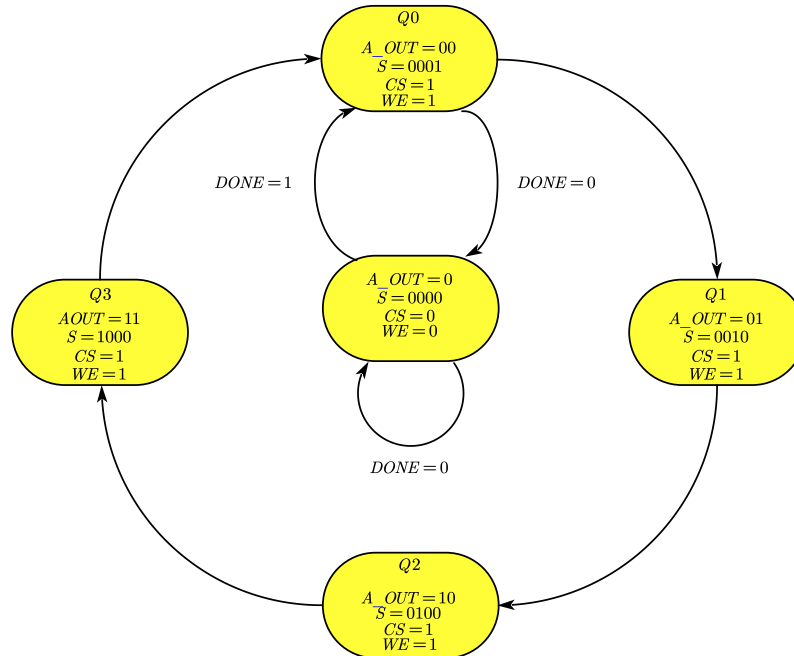 Q0
A_OUT=00
S=0001
CS=1
WE=1
DONE=1
DONE=0
A_OUT=0
S=0000
CS=0
WE=0
Q3
AOUT=11
S=1000
CS=1
WE=1
Q1
A_OUT=01
S=0010
CS=1
WE=1
DONE=0
Q2
A_OUT=10
S=0100
CS=1
WE=1